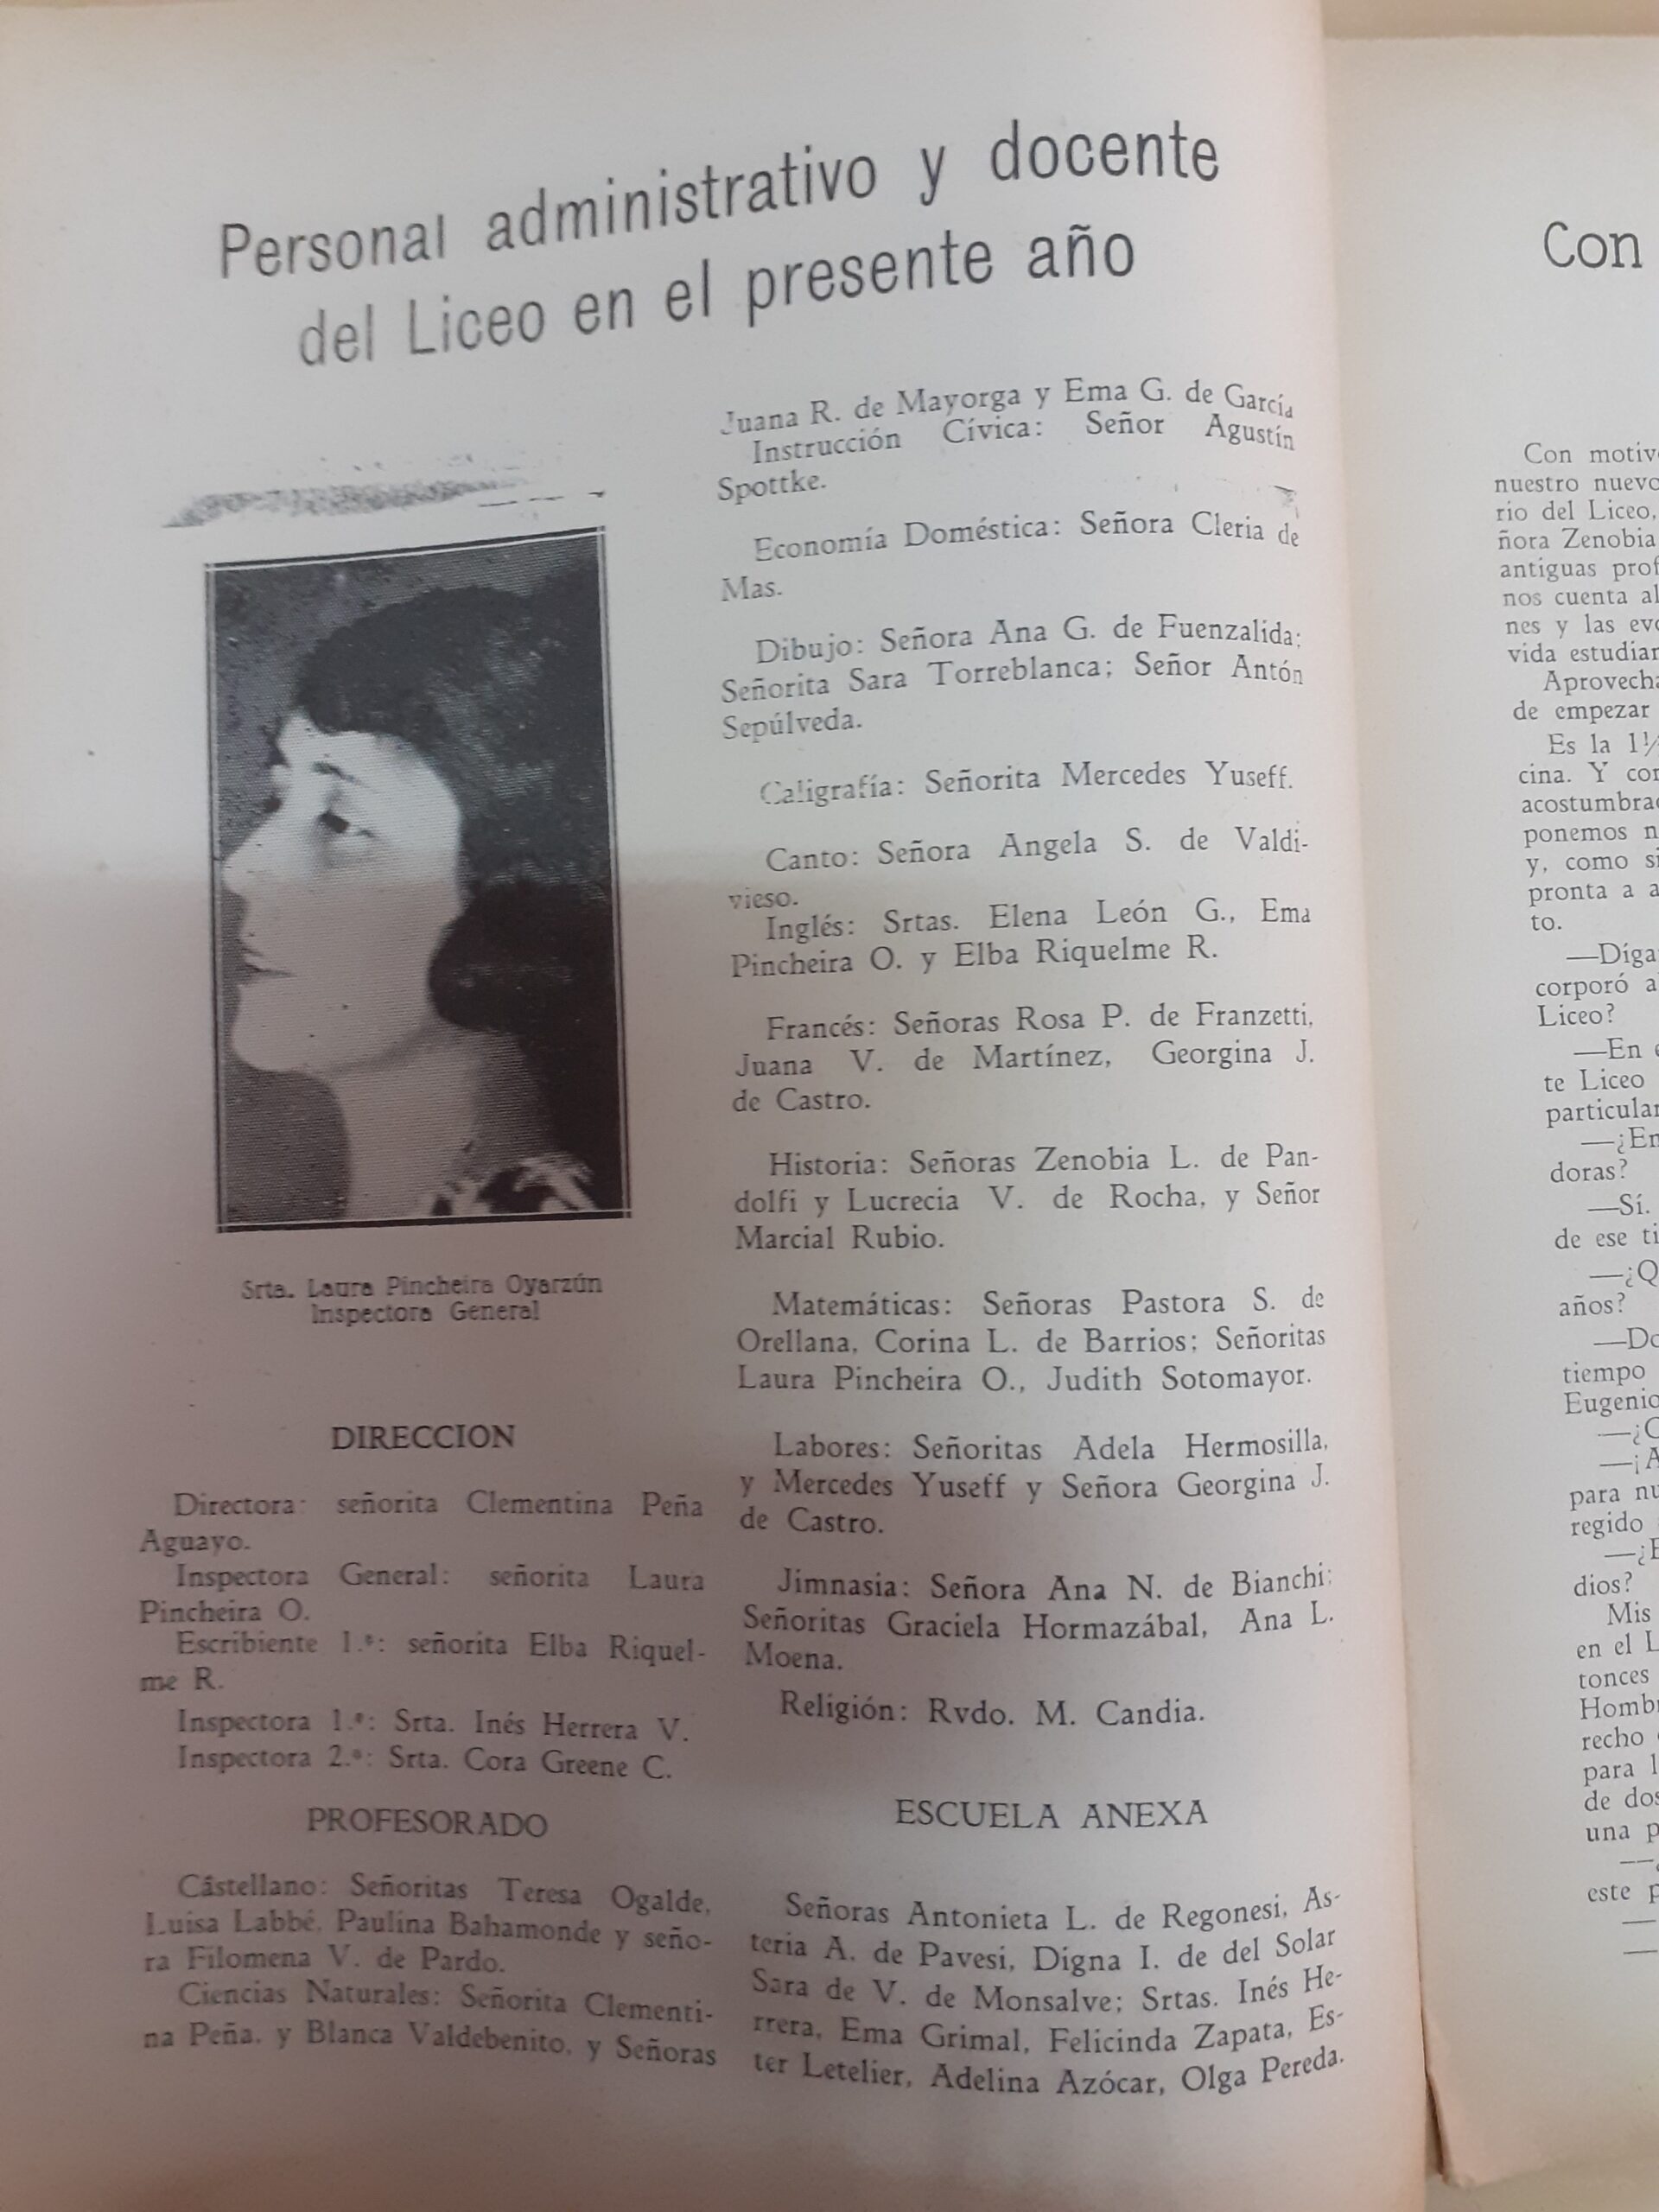 Personal administrativo y docente
del Liceo en el presente año
Srta. Laura Pincheira Oyarzún
Inspectora General
DIRECCION
Directora: señorita Clementina Peña
Aguayo.
Inspectora General: señorita Laura
Pincheira O.
Escribiente 1.ª: señorita Elba Riquel-
me R.
Inspectora 1.ª: Srta. Inés Herrera V.
Inspectora 2.ª: Srta. Cora Greene C.
PROFESORADO
Castellano: Señoritas Teresa Ogalde,
Luisa Labbé, Paulina Bahamonde y seño-
ra Filomena V. de Pardo.
Ciencias Naturales: Señorita Clementi-
na Peña, y Blanca Valdebenito, y Señoras
Juana R. de Mayorga y Ema G. de García
Instrucción Cívica: Señor Agustín
Spottke.
Economía Doméstica: Señora Cleria de
Mas.
Dibujo: Señora Ana G. de Fuenzalida;
Señorita Sara Torreblanca; Señor Antón
Sepúlveda.
Caligrafía: Señorita Mercedes Yuseff.
Canto: Señora Angela S. de Valdi-
vieso.
Inglés: Srtas. Elena León G., Ema
Pincheira O. y Elba Riquelme R.
Francés: Señoras Rosa P. de Franzetti,
Juana V. de Martínez, Georgina J.
de Castro.
Historia: Señoras Zenobia L. de Pan-
dolfi y Lucrecia V. de Rocha, y Señor
Marcial Rubio.
Matemáticas: Señoras Pastora S. de
Orellana, Corina L. de Barrios; Señoritas
Laura Pincheira O., Judith Sotomayor.
Labores: Señoritas Adela Hermosilla,
y Mercedes Yuseff y Señora Georgina J.
de Castro.
Jimnasia: Señora Ana N. de Bianchi;
Señoritas Graciela Hormazábal, Ana L.
Moena.
Religión: Rvdo. M. Candia.
ESCUELA ANEXA
Señoras Antonieta L. de Regonesi, As-
teria A. de Pavesi, Digna I. de del Solar
Sara de V. de Monsalve; Srtas. Inés He-
rrera, Ema Grimal, Felicinda Zapata, Es-
ter Letelier, Adelina Azócar, Olga Pereda.
Con
Con
nuestro nuevo
rio del Liceo,
ñora Zenobia
antiguas
nos cuenta
nes y las
vida
de empezar
Es la
cina. Y
ponemos
y, como
pronta a
to.
corporó
Liceo?
—En
te Liceo
doras?
—Sí.
de ese
años?
tiempo
para
regido
dios?
Mis
en el
tonces
recho
para
de
una
este